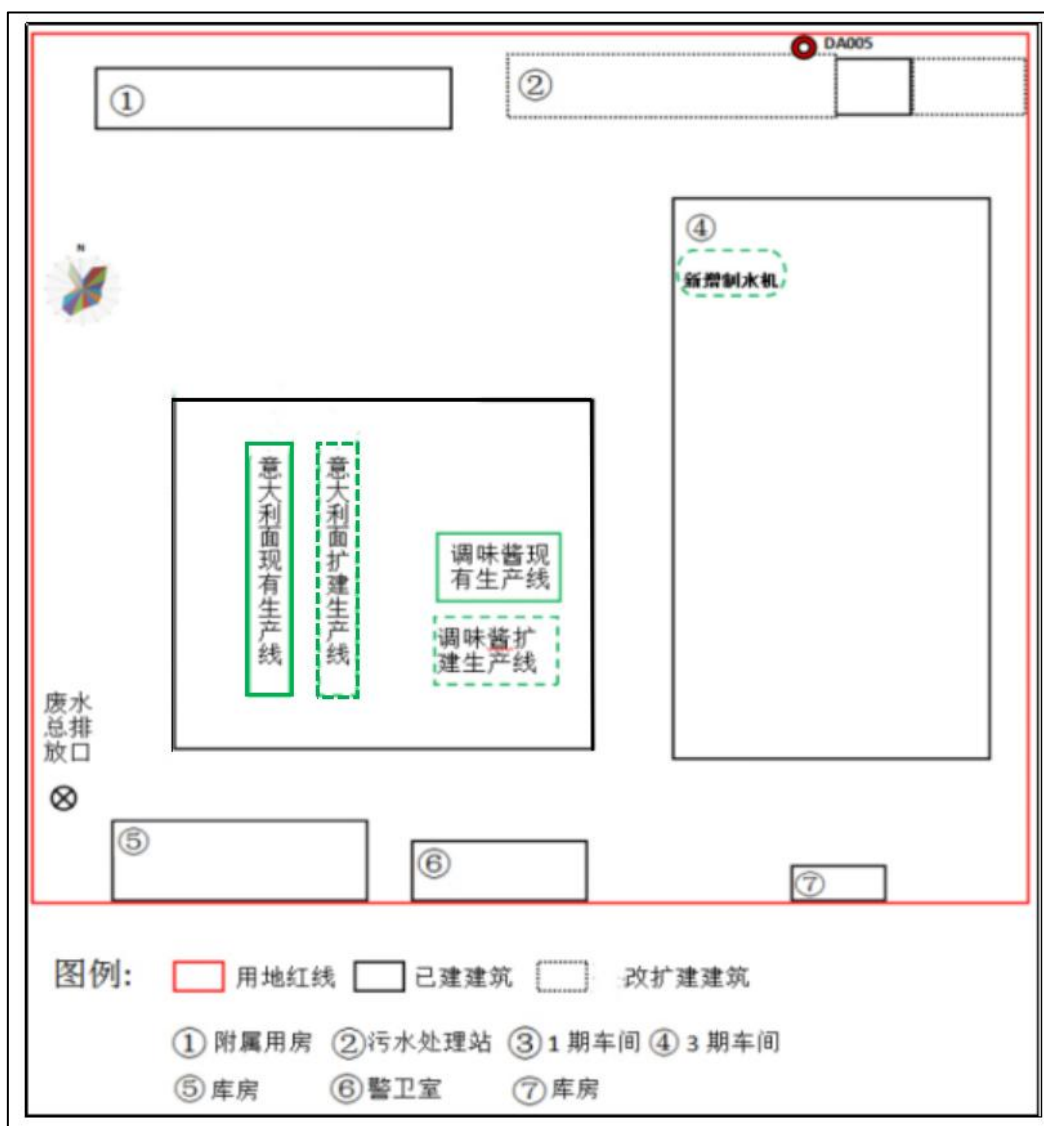 DA005
①
②
④
新增制水机
N
意大利面现有生产线
意大利面扩建生产线
调味酱现
有生产线
调味酱扩
建生产线
废水
总排
放口
⑤
⑥
⑦
图例: 用地红线 已建建筑 改扩建建筑
① 附属用房 ②污水处理站 ③ 1 期车间 ④ 3 期车间
⑤ 库房 ⑥ 警卫室 ⑦ 库房